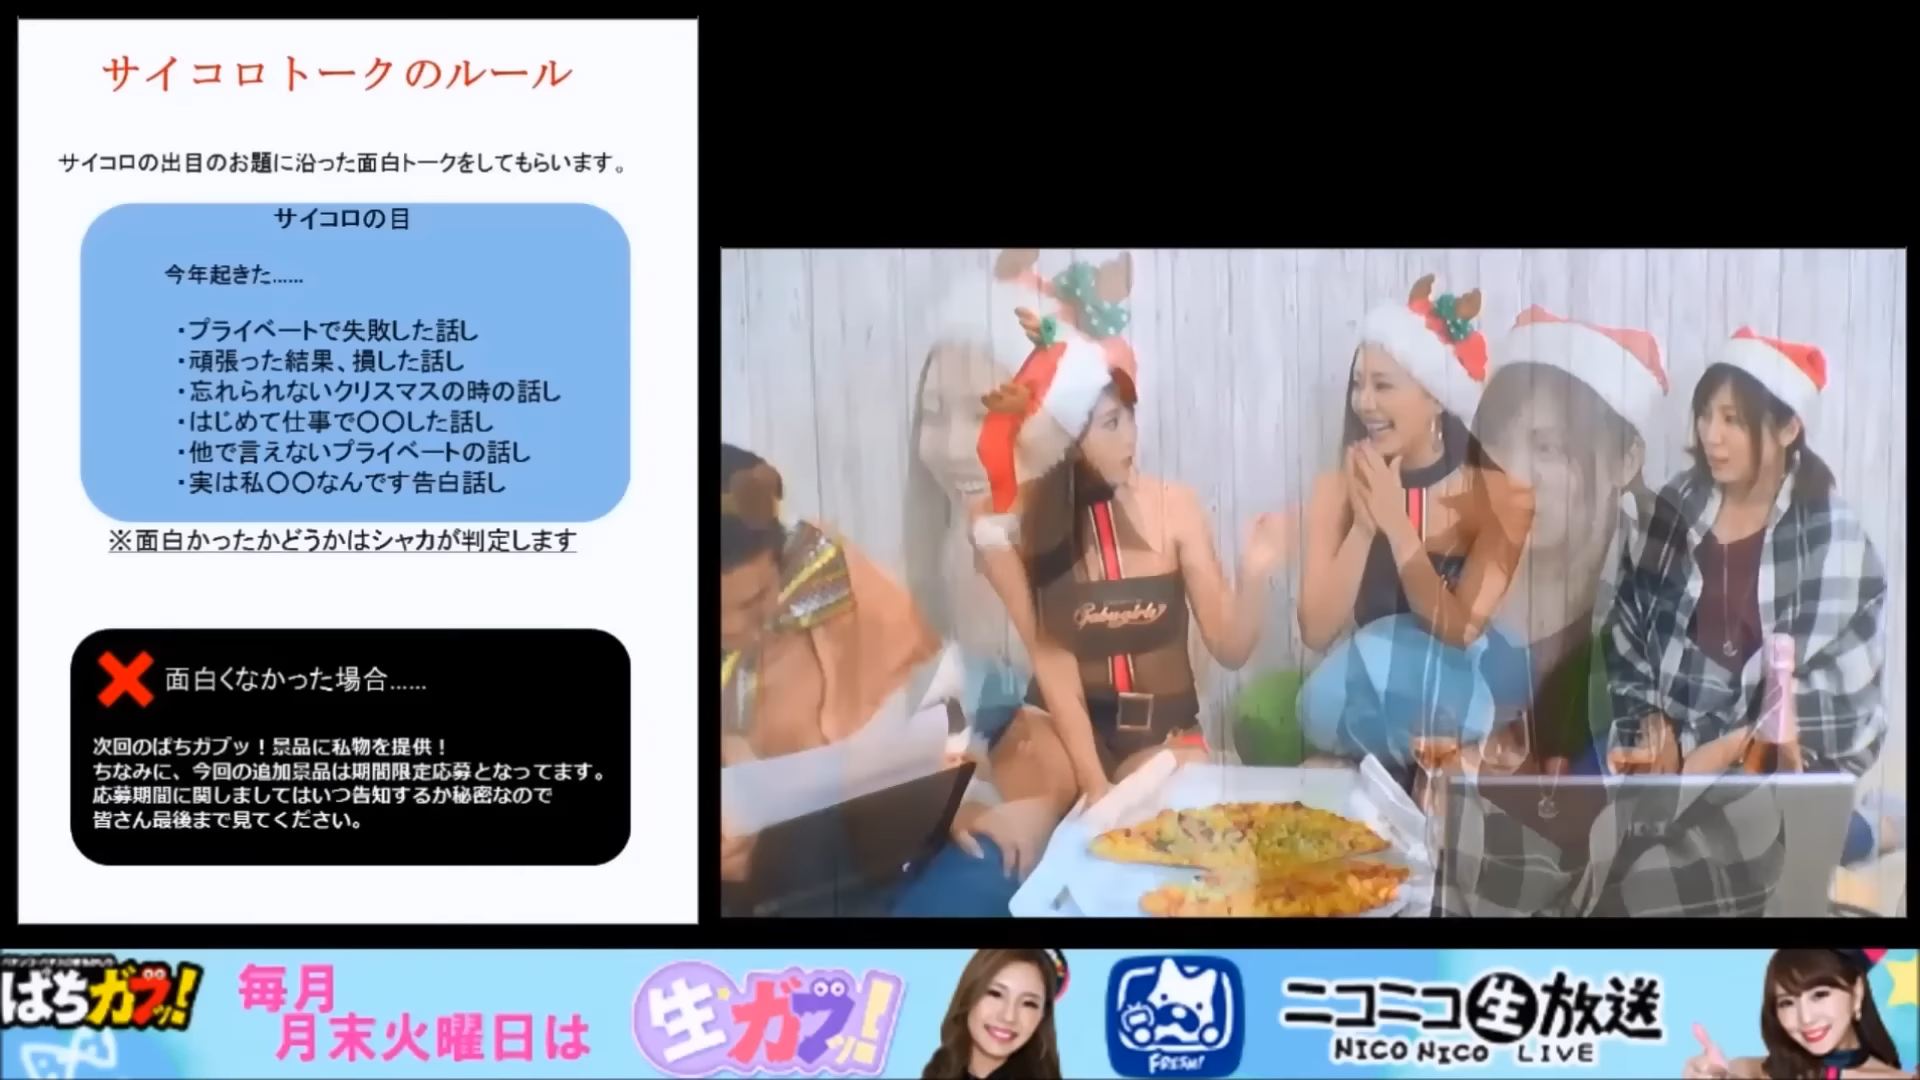 サイコロトークのルール
サイコロの出目のお題に沿った面白トークをしてもらいます。
サイコロの目
今年起きた……
・プライベートで失敗した話し
・頑張った結果、損した話し
・忘れられないクリスマスの時の話し
・はじめて仕事で〇〇した話し
・他で言えないプライベートの話し
・実は私〇〇なんです告白話し
※面白かったかどうかはシャカが判定します
面白くなかった場合……
次回のぱちガブッ！景品に私物を提供！
ちなみに、今回の追加景品は期間限定応募となってます。
応募期間に関しましてはいつ告知するか秘密なので
皆さん最後まで見てください。
Gabugirls
ぱちガブッ!
毎月
月末火曜日は
生ガブッ!
FRESH!
ニコニコ生放送
NICO NICO LIVE